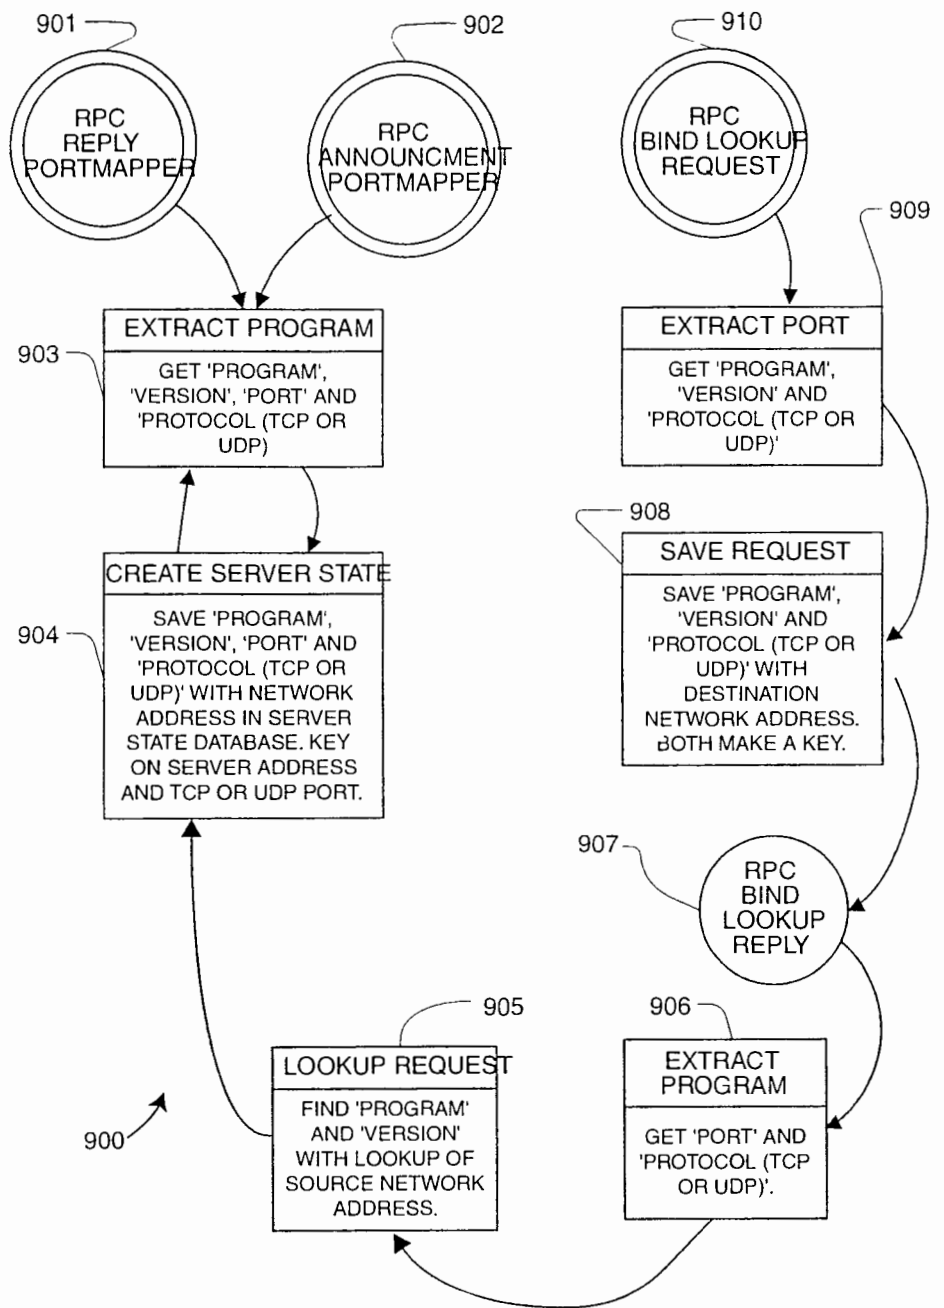 901
902
910
RPC
REPLY
PORTMAPPER
RPC
ANNOUNCMENT
PORTMAPPER
RPC
BIND LOOKUP
REQUEST
909
EXTRACT PROGRAM
903
GET 'PROGRAM',
'VERSION', 'PORT' AND
'PROTOCOL (TCP OR
UDP)
EXTRACT PORT
GET 'PROGRAM',
'VERSION' AND
'PROTOCOL (TCP OR
UDP)'
908
CREATE SERVER STATE
904
SAVE 'PROGRAM',
'VERSION', 'PORT' AND
'PROTOCOL (TCP OR
UDP)' WITH NETWORK
ADDRESS IN SERVER
STATE DATABASE. KEY
ON SERVER ADDRESS
AND TCP OR UDP PORT.
SAVE REQUEST
SAVE 'PROGRAM',
'VERSION' AND
'PROTOCOL (TCP OR
UDP)' WITH
DESTINATION
NETWORK ADDRESS.
BOTH MAKE A KEY.
907
RPC
BIND
LOOKUP
REPLY
905
906
LOOKUP REQUEST
FIND 'PROGRAM'
AND 'VERSION'
WITH LOOKUP OF
SOURCE NETWORK
ADDRESS.
EXTRACT
PROGRAM
GET 'PORT' AND
'PROTOCOL (TCP
OR UDP)'.
900